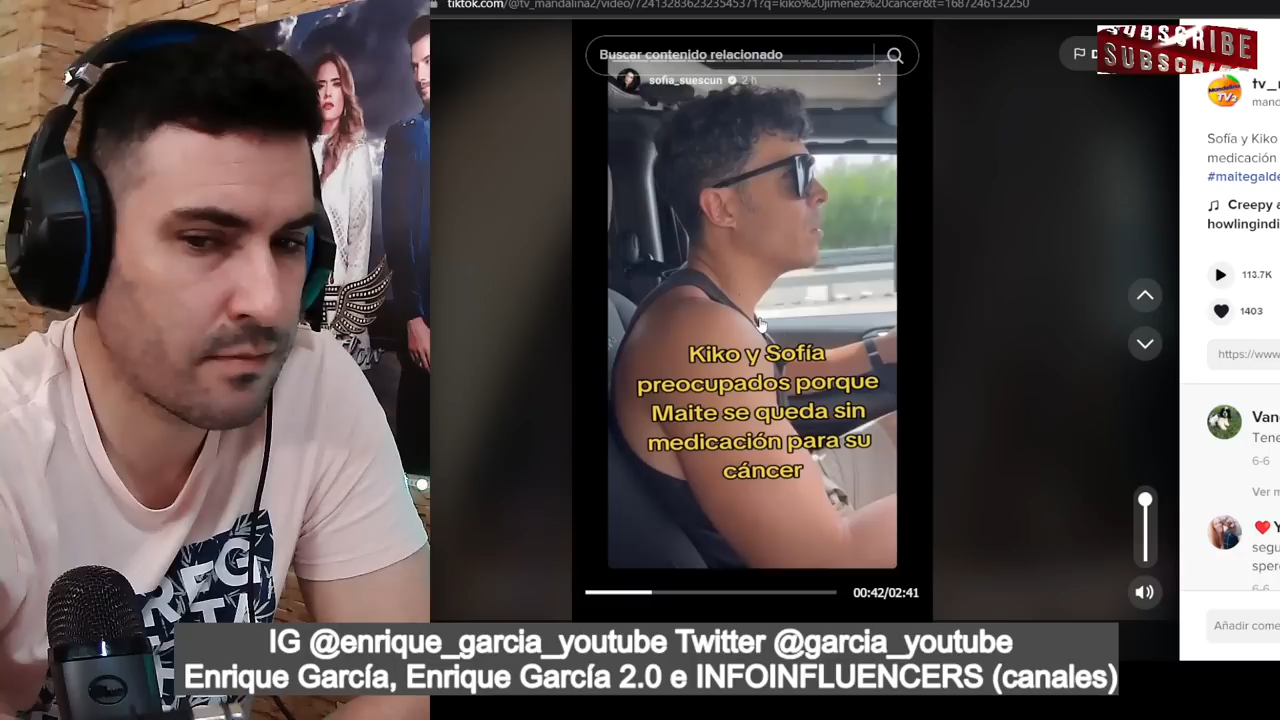 tiktok.com/@tv_mandalina2/video/7241328362323545371?q=kiko%20jimenez%20cancer&t=1687246132250
Buscar contenido relacionado
sofia_suescun 2 h
SUBSCRIBE
SUBSCRIBE
Mandalina
TV2
Sofía y Kiko
medicación
Creepy a
howlingindi
113.7K
1403
https://www
Kiko y Sofía
preocupados porque
Maite se queda sin
medicación para su
cáncer
6-6
Ver m
segu
6-6
00:42/02:41
Añadir come
IG @enrique_garcia_youtube Twitter @garcia_youtube
Enrique García, Enrique García 2.0 e INFOINFLUENCERS (canales)